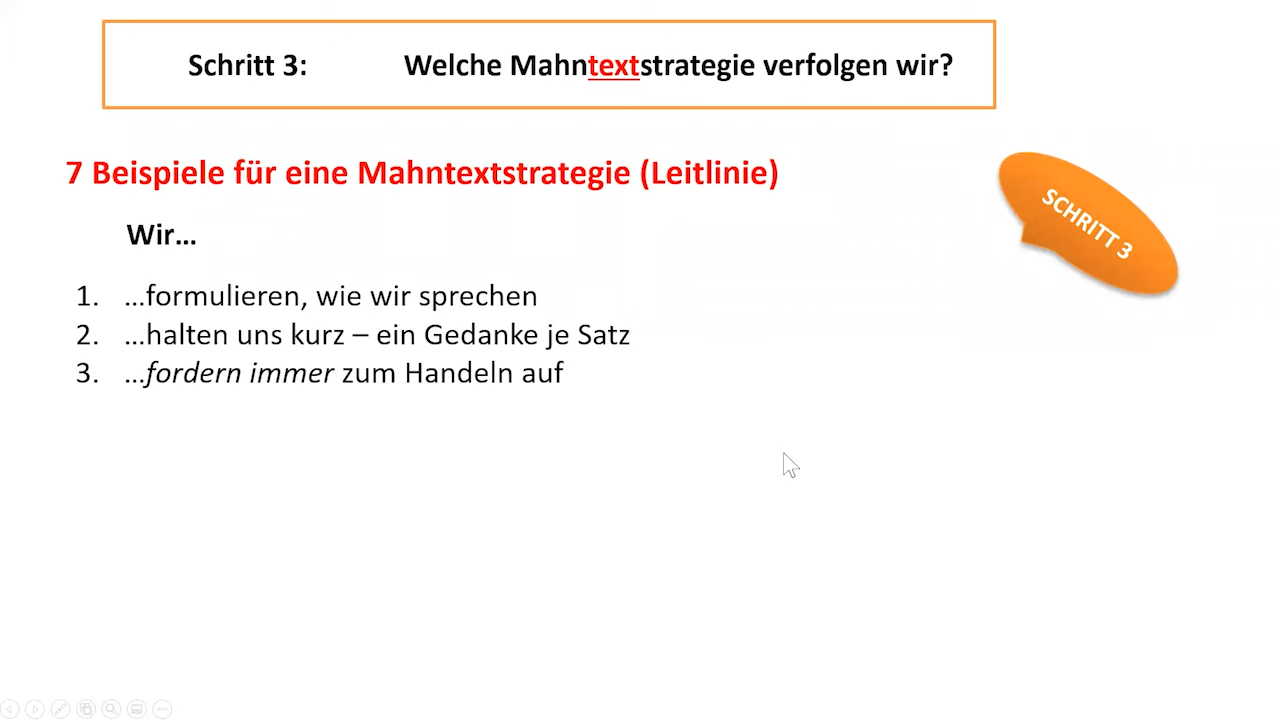 Schritt 3: Welche Mahntextstrategie verfolgen wir?
7 Beispiele für eine Mahntextstrategie (Leitlinie)
SCHRITT 3
Wir...
1. ...formulieren, wie wir sprechen
2. ...halten uns kurz – ein Gedanke je Satz
3. ...fordern immer zum Handeln auf